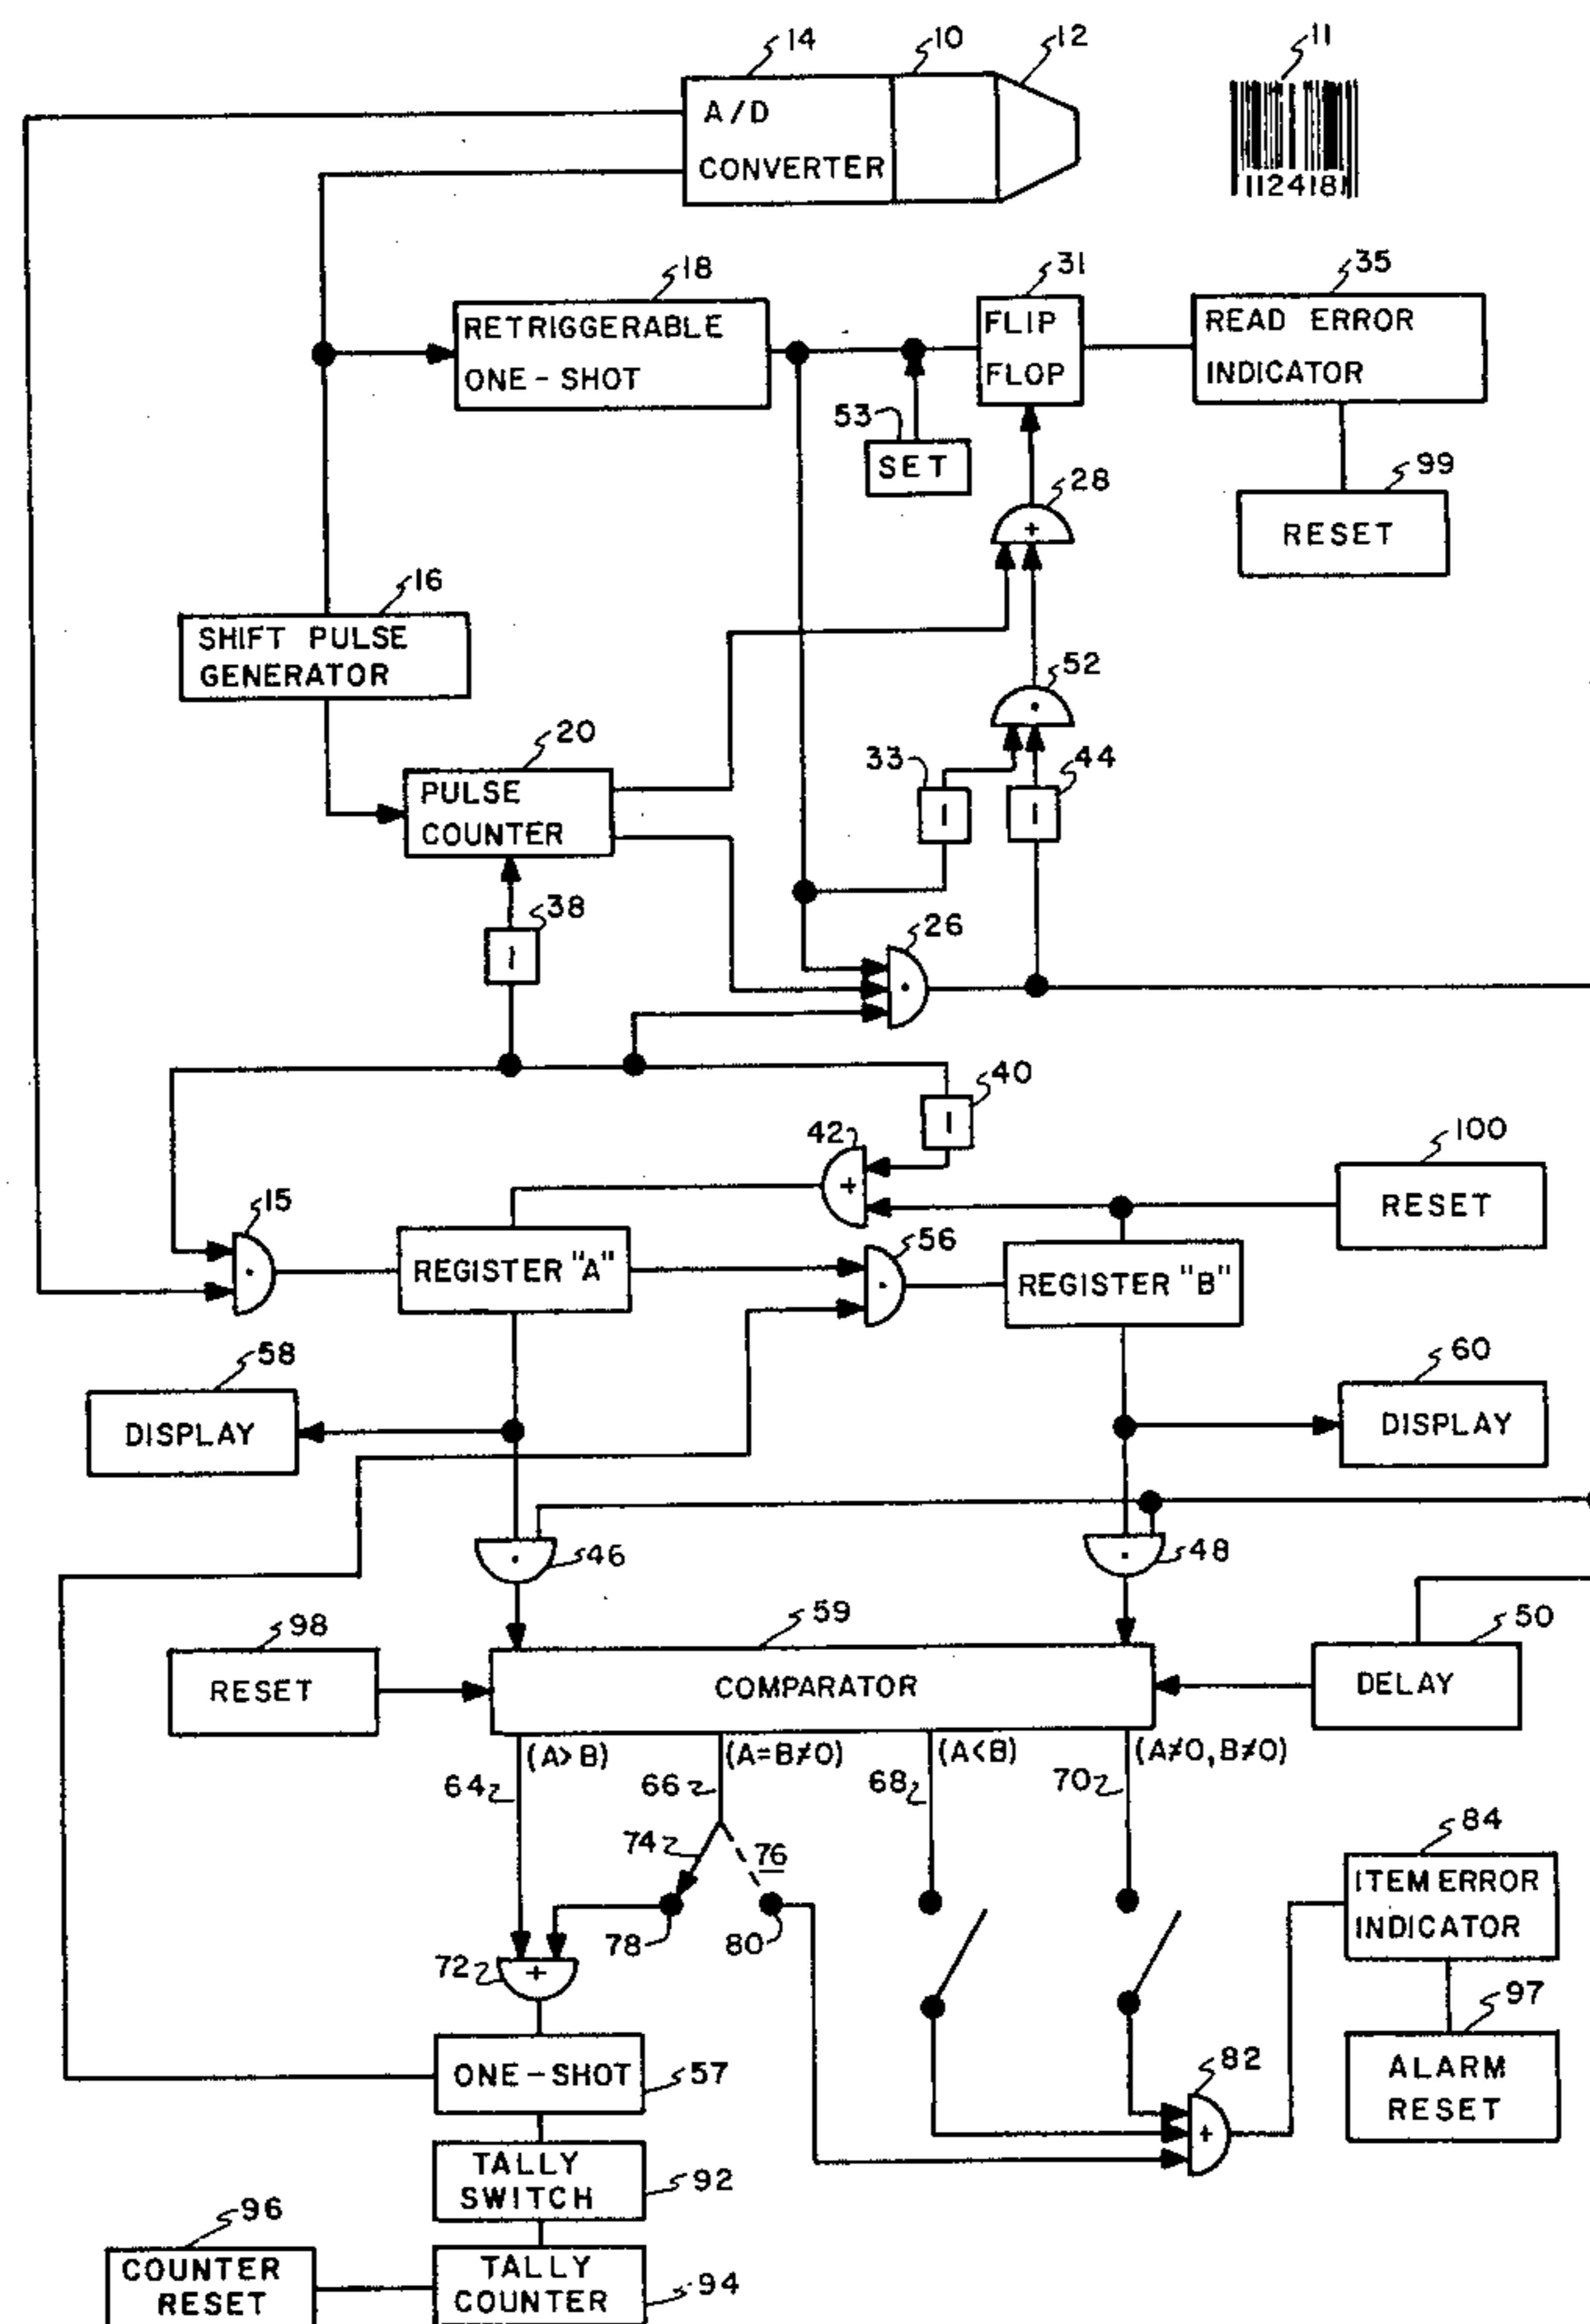 14
10
12
11
A/D
CONVERTER
112418
18
31
35
RETRIGGERABLE
ONE-SHOT
FLIP
FLOP
READ ERROR
INDICATOR
53
SET
28
+
99
RESET
16
SHIFT PULSE
GENERATOR
52
20
33
44
PULSE
COUNTER
I
I
38
I
26
40
I
42
+
100
RESET
15
56
REGISTER "A"
REGISTER "B"
58
DISPLAY
60
DISPLAY
46
48
98
59
50
RESET
COMPARATOR
DELAY
(A>B)
(A=B≠0)
(A<B)
(A≠0, B≠0)
64
66
68
70
74
76
84
ITEM ERROR
INDICATOR
78
80
72
+
97
ALARM
RESET
ONE-SHOT
57
82
+
TALLY
SWITCH
92
96
COUNTER
RESET
TALLY
COUNTER
94